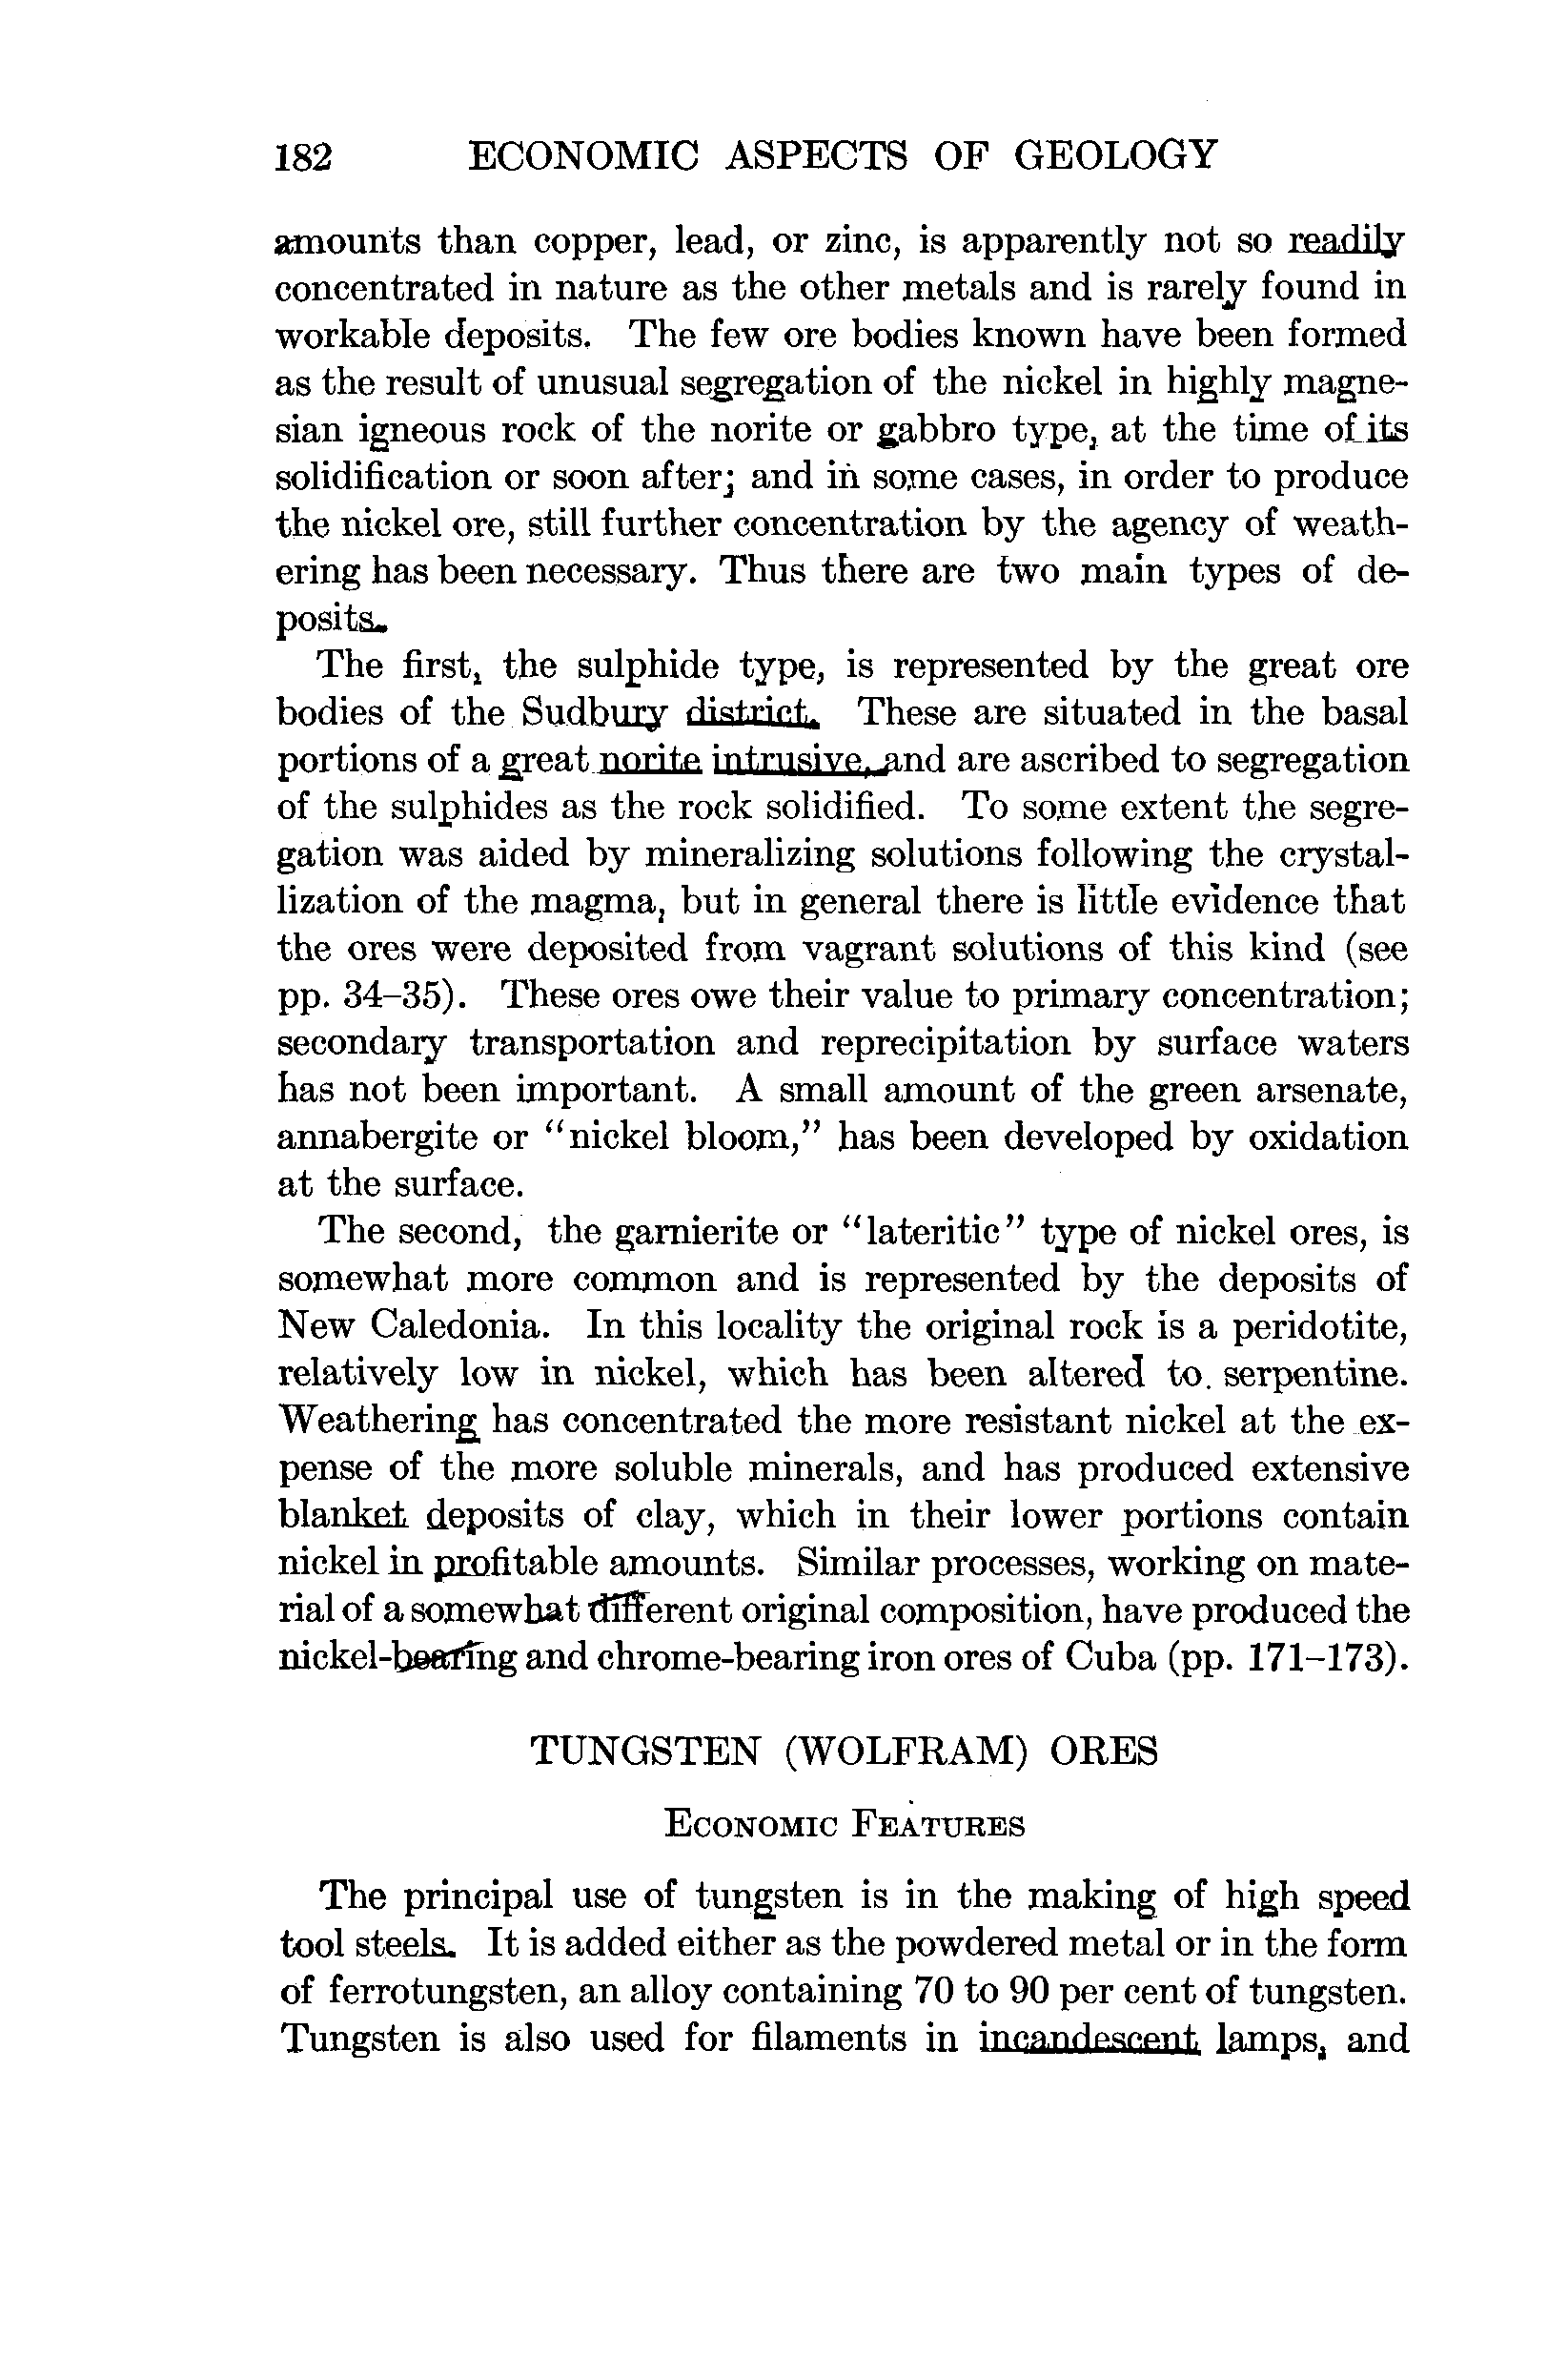 182 ECONOMIC ASPECTS OF GEOLOGY
amounts than copper, lead, or zinc, is apparently not so readily
concentrated in nature as the other metals and is rarely found in
workable deposits. The few ore bodies known have been formed
as the result of unusual segregation of the nickel in highly magne-
sian igneous rock of the norite or gabbro type, at the time of its
solidification or soon after; and in some cases, in order to produce
the nickel ore, still further concentration by the agency of weath-
ering has been necessary. Thus there are two main types of de-
posits.
The first, the sulphide type, is represented by the great ore
bodies of the Sudbury district. These are situated in the basal
portions of a great norite intrusive, and are ascribed to segregation
of the sulphides as the rock solidified. To some extent the segre-
gation was aided by mineralizing solutions following the crystal-
lization of the magma, but in general there is little evidence that
the ores were deposited from vagrant solutions of this kind (see
pp. 34–35). These ores owe their value to primary concentration;
secondary transportation and reprecipitation by surface waters
has not been important. A small amount of the green arsenate,
annabergite or "nickel bloom," has been developed by oxidation
at the surface.
The second, the garnierite or "lateritic" type of nickel ores, is
somewhat more common and is represented by the deposits of
New Caledonia. In this locality the original rock is a peridotite,
relatively low in nickel, which has been altered to serpentine.
Weathering has concentrated the more resistant nickel at the ex-
pense of the more soluble minerals, and has produced extensive
blanket deposits of clay, which in their lower portions contain
nickel in profitable amounts. Similar processes, working on mate-
rial of a somewhat different original composition, have produced the
nickel-bearing and chrome-bearing iron ores of Cuba (pp. 171–173).
TUNGSTEN (WOLFRAM) ORES
ECONOMIC FEATURES
The principal use of tungsten is in the making of high speed
tool steels. It is added either as the powdered metal or in the form
of ferrotungsten, an alloy containing 70 to 90 per cent of tungsten.
Tungsten is also used for filaments in incandescent lamps, and